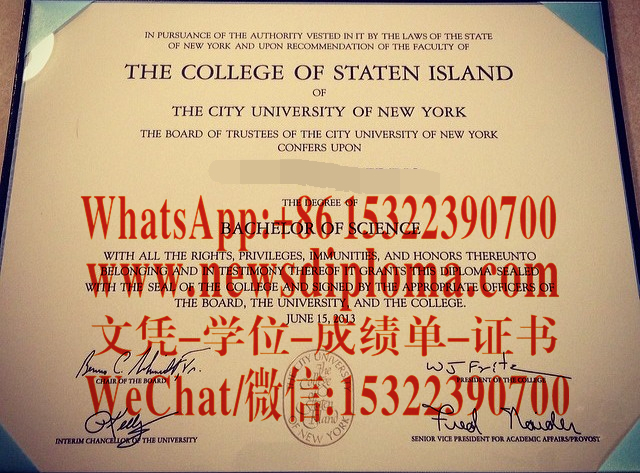 IN PURSUANCE OF THE AUTHORITY VESTED IN IT BY THE LAWS OF THE STATE
OF NEW YORK AND UPON RECOMMENDATION OF THE FACULTY OF
THE COLLEGE OF STATEN ISLAND
OF
THE CITY UNIVERSITY OF NEW YORK
THE BOARD OF TRUSTEES OF THE CITY UNIVERSITY OF NEW YORK
CONFERS UPON
THE DEGREE OF
WhatsApp:+86 15322390700
BACHELOR OF SCIENCE
WITH ALL THE RIGHTS, PRIVILEGES, IMMUNITIES, AND HONORS THEREUNTO
BELONGING AND IN TESTIMONY THEREOF IT GRANTS THIS DIPLOMA SEALED
www.newsdiploma.com
WITH THE SEAL OF THE COLLEGE AND SIGNED BY THE APPROPRIATE OFFICERS OF
THE BOARD, THE UNIVERSITY, AND THE COLLEGE.
JUNE 15, 2013
文凭-学位-成绩单-证书
CHAIR OF THE BOARD
PRESIDENT OF THE COLLEGE
WeChat/微信:15322390700
INTERIM CHANCELLOR OF THE UNIVERSITY
SENIOR VICE PRESIDENT FOR ACADEMIC AFFAIRS/PROVOST